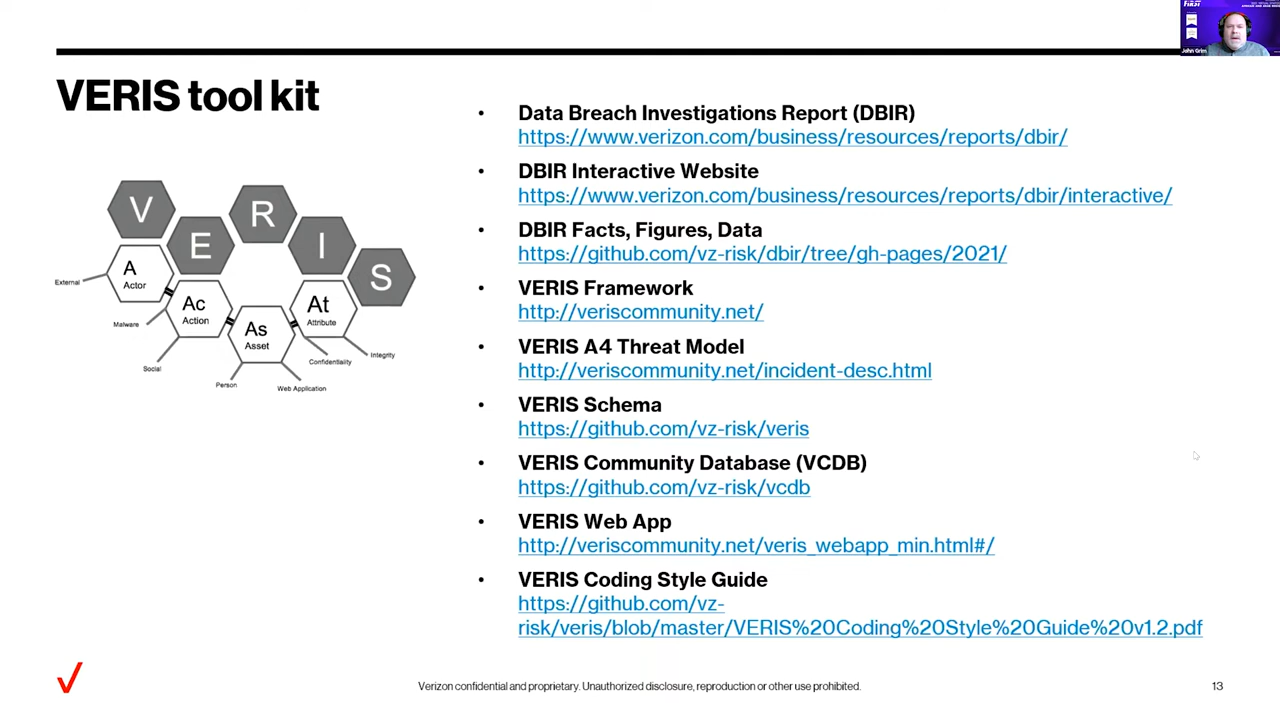 FIRST
John Grim
VERIS tool kit
V
E
R
I
S
A
Actor
Ac
Action
As
Asset
At
Attribute
External
Malware
Social
Person
Web Application
Confidentiality
Integrity
• Data Breach Investigations Report (DBIR)
https://www.verizon.com/business/resources/reports/dbir/
• DBIR Interactive Website
https://www.verizon.com/business/resources/reports/dbir/interactive/
• DBIR Facts, Figures, Data
https://github.com/vz-risk/dbir/tree/gh-pages/2021/
• VERIS Framework
http://veriscommunity.net/
• VERIS A4 Threat Model
http://veriscommunity.net/incident-desc.html
• VERIS Schema
https://github.com/vz-risk/veris
• VERIS Community Database (VCDB)
https://github.com/vz-risk/vcdb
• VERIS Web App
http://veriscommunity.net/veris_webapp_min.html#/
• VERIS Coding Style Guide
https://github.com/vz-
risk/veris/blob/master/VERIS%20Coding%20Style%20Guide%20v1.2.pdf
Verizon confidential and proprietary. Unauthorized disclosure, reproduction or other use prohibited.
13